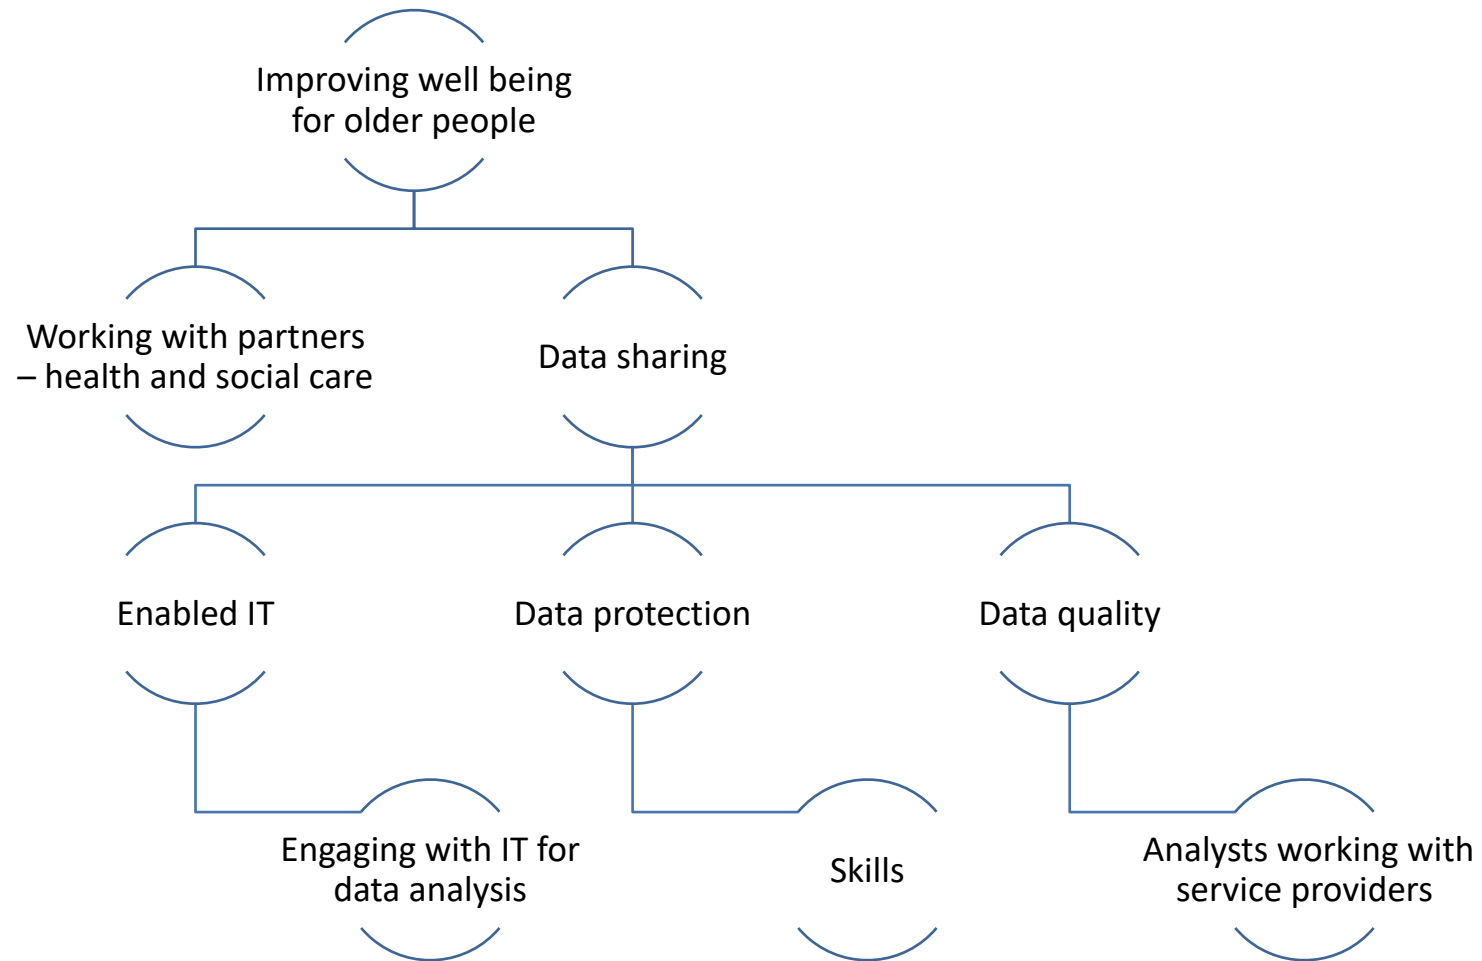 Improving well being
for older people
Working with partners
– health and social care
Data sharing
Enabled IT
Data protection
Data quality
Engaging with IT for
data analysis
Skills
Analysts working with
service providers